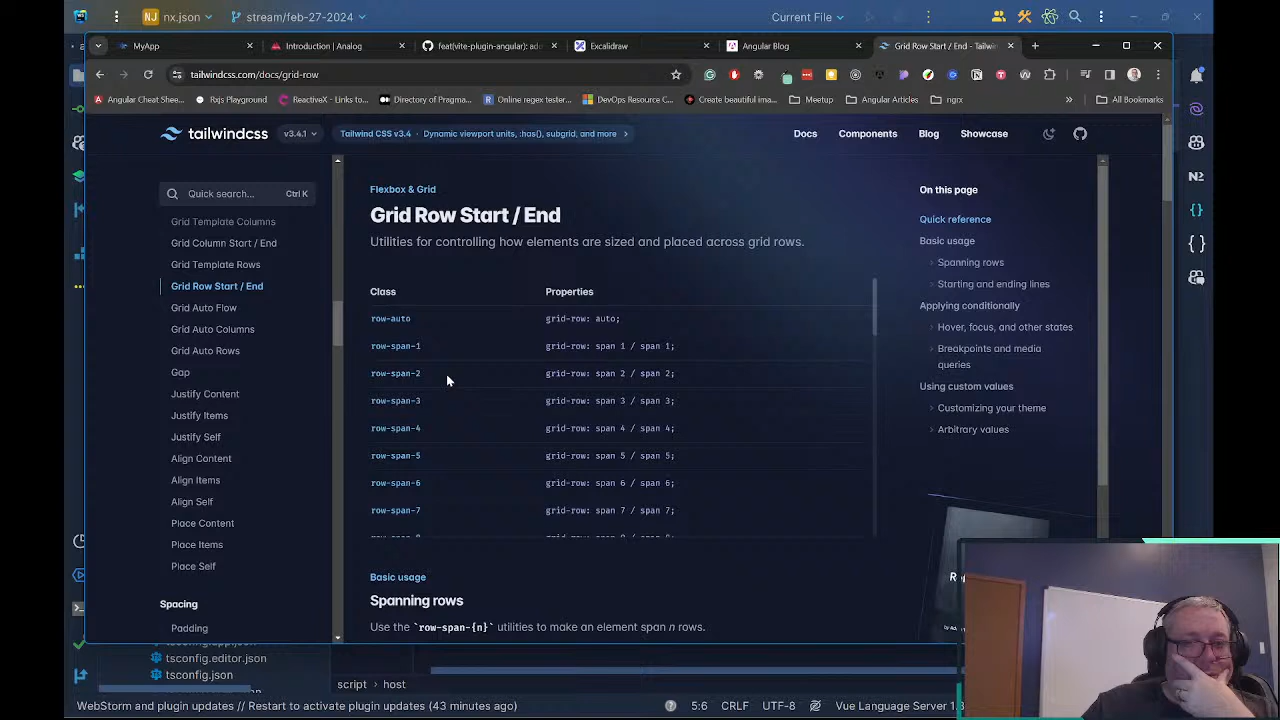 nx.json
stream/feb-27-2024
Current File
MyApp
Introduction | Analog
feat(vite-plugin-angular): add
Excalidraw
Angular Blog
Grid Row Start / End - Tailwin
tailwindcss.com/docs/grid-row
Angular Cheat Shee...
Rxjs Playground
ReactiveX - Links to...
Directory of Pragma...
Online regex tester...
DevOps Resource C...
Create beautiful ima...
Meetup
Angular Articles
ngrx
All Bookmarks
tailwindcss
v3.4.1
Tailwind CSS v3.4
Dynamic viewport units, :has(), subgrid, and more
Docs
Components
Blog
Showcase
Quick search...
Ctrl K
Grid Template Columns
Grid Column Start / End
Grid Template Rows
Grid Row Start / End
Grid Auto Flow
Grid Auto Columns
Grid Auto Rows
Gap
Justify Content
Justify Items
Justify Self
Align Content
Align Items
Align Self
Place Content
Place Items
Place Self
Spacing
Padding
Flexbox & Grid
Grid Row Start / End
Utilities for controlling how elements are sized and placed across grid rows.
Class Properties
row-auto grid-row: auto;
row-span-1 grid-row: span 1 / span 1;
row-span-2 grid-row: span 2 / span 2;
row-span-3 grid-row: span 3 / span 3;
row-span-4 grid-row: span 4 / span 4;
row-span-5 grid-row: span 5 / span 5;
row-span-6 grid-row: span 6 / span 6;
row-span-7 grid-row: span 7 / span 7;
Basic usage
Spanning rows
Use the `row-span-{n}` utilities to make an element span n rows.
On this page
Quick reference
Basic usage
Spanning rows
Starting and ending lines
Applying conditionally
Hover, focus, and other states
Breakpoints and media
queries
Using custom values
Customizing your theme
Arbitrary values
tsconfig.editor.json
tsconfig.json
script > host
WebStorm and plugin updates // Restart to activate plugin updates (43 minutes ago)
5:6
CRLF
UTF-8
Vue Language Server 1.8